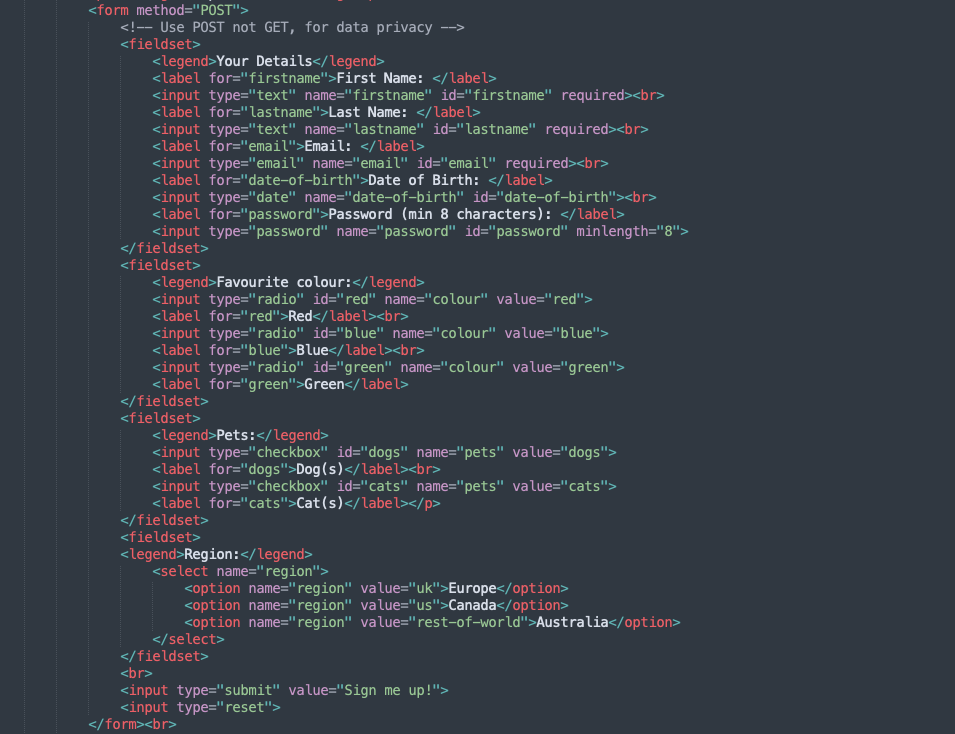 <form method="POST">
<!-- Use POST not GET, for data privacy -->
<fieldset>
<legend>Your Details</legend>
<label for="firstname">First Name: </label>
<input type="text" name="firstname" id="firstname" required><br>
<label for="lastname">Last Name: </label>
<input type="text" name="lastname" id="lastname" required><br>
<label for="email">Email: </label>
<input type="email" name="email" id="email" required><br>
<label for="date-of-birth">Date of Birth: </label>
<input type="date" name="date-of-birth" id="date-of-birth"><br>
<label for="password">Password (min 8 characters): </label>
<input type="password" name="password" id="password" minlength="8">
</fieldset>
<fieldset>
<legend>Favourite colour:</legend>
<input type="radio" id="red" name="colour" value="red">
<label for="red">Red</label><br>
<input type="radio" id="blue" name="colour" value="blue">
<label for="blue">Blue</label><br>
<input type="radio" id="green" name="colour" value="green">
<label for="green">Green</label>
</fieldset>
<fieldset>
<legend>Pets:</legend>
<input type="checkbox" id="dogs" name="pets" value="dogs">
<label for="dogs">Dog(s)</label><br>
<input type="checkbox" id="cats" name="pets" value="cats">
<label for="cats">Cat(s)</label></p>
</fieldset>
<fieldset>
<legend>Region:</legend>
<select name="region">
<option name="region" value="uk">Europe</option>
<option name="region" value="us">Canada</option>
<option name="region" value="rest-of-world">Australia</option>
</select>
</fieldset>
<br>
<input type="submit" value="Sign me up!">
<input type="reset">
</form><br>